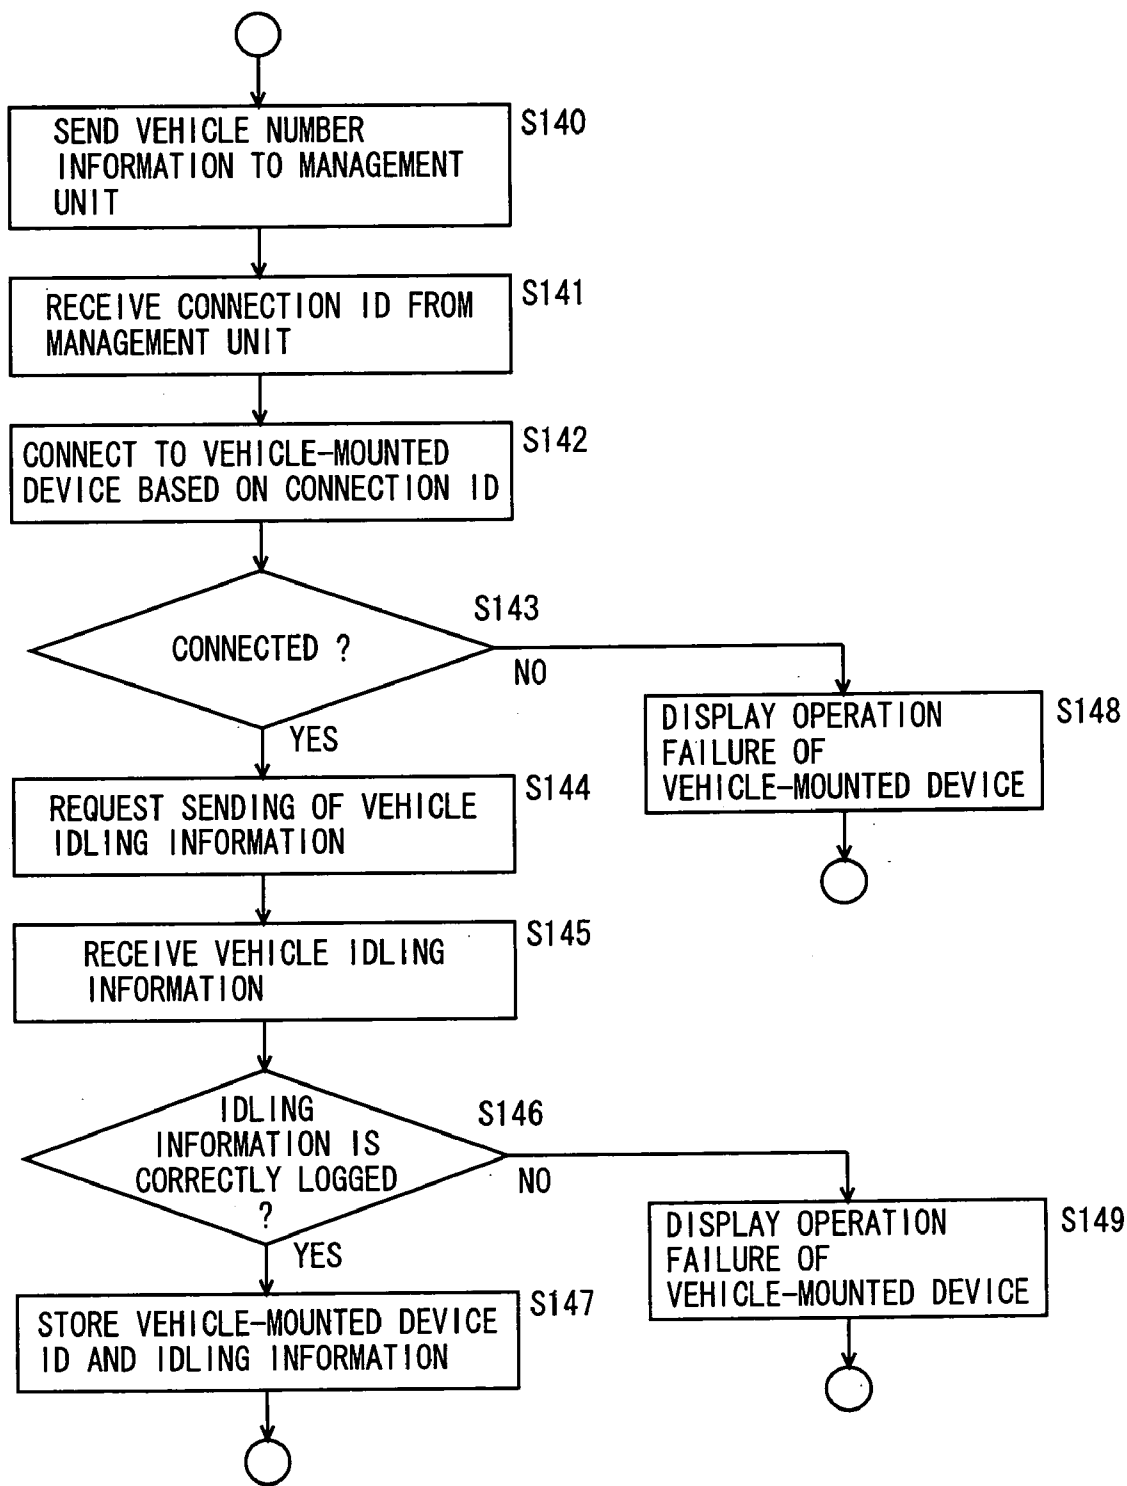 S140
SEND VEHICLE NUMBER
INFORMATION TO MANAGEMENT
UNIT
S141
RECEIVE CONNECTION ID FROM
MANAGEMENT UNIT
S142
CONNECT TO VEHICLE-MOUNTED
DEVICE BASED ON CONNECTION ID
S143
CONNECTED ?
NO
YES
S148
DISPLAY OPERATION
FAILURE OF
VEHICLE-MOUNTED DEVICE
S144
REQUEST SENDING OF VEHICLE
IDLING INFORMATION
S145
RECEIVE VEHICLE IDLING
INFORMATION
S146
IDLING
INFORMATION IS
CORRECTLY LOGGED
?
NO
YES
S149
DISPLAY OPERATION
FAILURE OF
VEHICLE-MOUNTED DEVICE
S147
STORE VEHICLE-MOUNTED DEVICE
ID AND IDLING INFORMATION